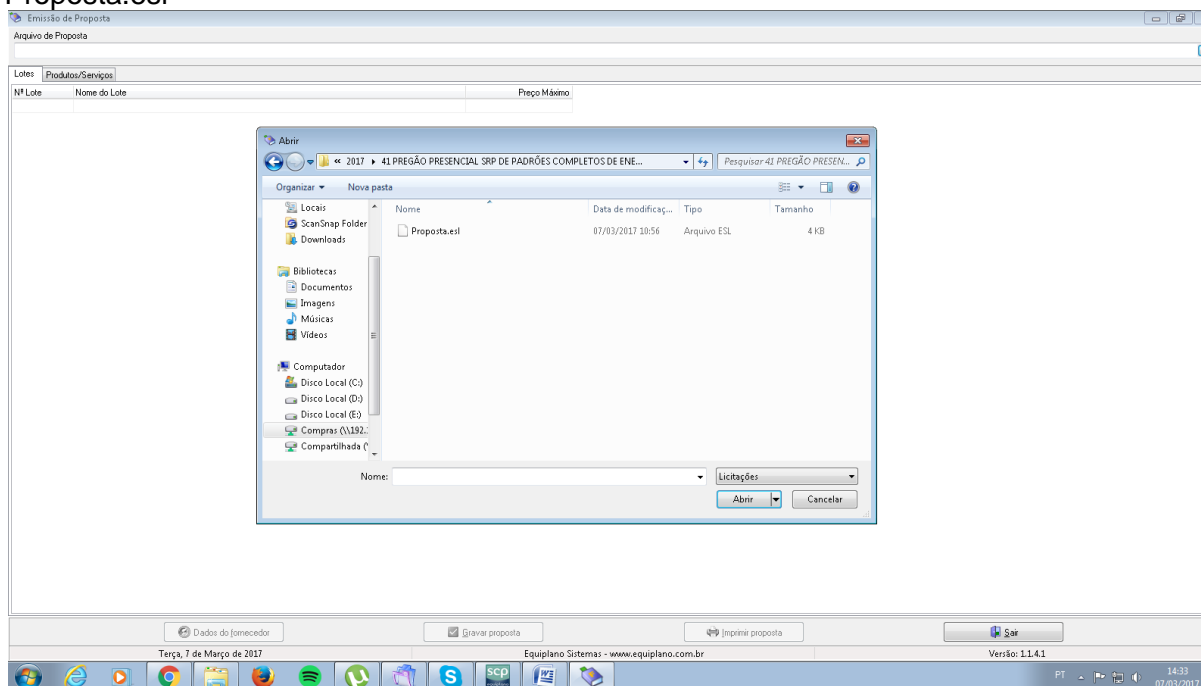 Proposta.esl
Emissão de Proposta
Arquivo de Proposta
Lotes Produtos/Serviços
Nº Lote Nome do Lote Preço Máximo
Abrir
« 2017 41 PREGÃO PRESENCIAL SRP DE PADRÕES COMPLETOS DE ENE... Pesquisar 41 PREGÃO PRESEN...
Organizar Nova pasta
Nome Data de modificaç... Tipo Tamanho
Locais
ScanSnap Folder
Downloads
Proposta.esl 07/03/2017 10:56 Arquivo ESL 4 KB
Bibliotecas
Documentos
Imagens
Músicas
Vídeos
Computador
Disco Local (C:)
Disco Local (D:)
Disco Local (E:)
Compras (\\192.
Compartilhada (
Nome: Licitações
Abrir Cancelar
Dados do fornecedor Gravar proposta Imprimir proposta Sair
Terça, 7 de Março de 2017 Equiplano Sistemas - www.equiplano.com.br Versão: 1.1.4.1
scp
PT 14:33
07/03/2017